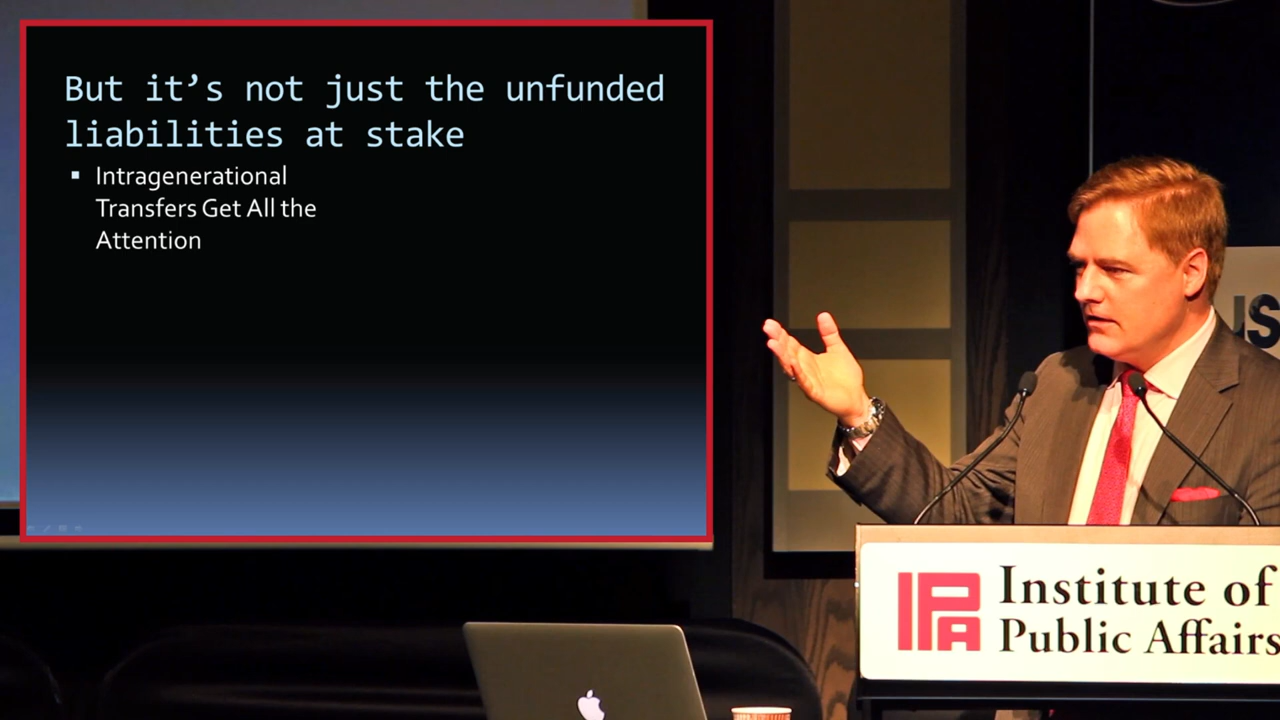 But it’s not just the unfunded
liabilities at stake
Intragenerational
Transfers Get All the
Attention
IPA
Institute of
Public Affairs